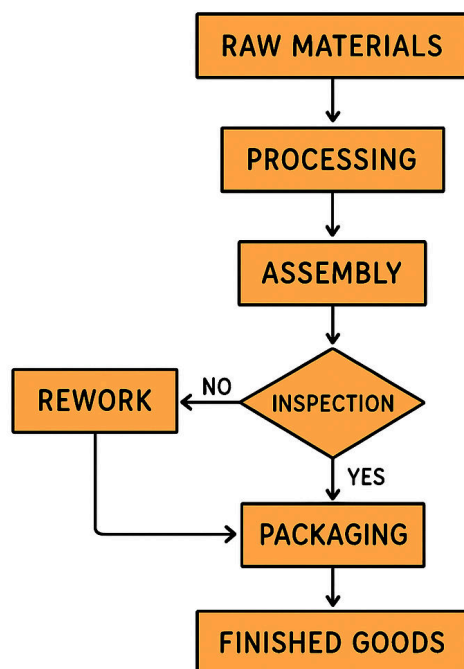 RAW MATERIALS
PROCESSING
ASSEMBLY
INSPECTION
NO
REWORK
YES
PACKAGING
FINISHED GOODS